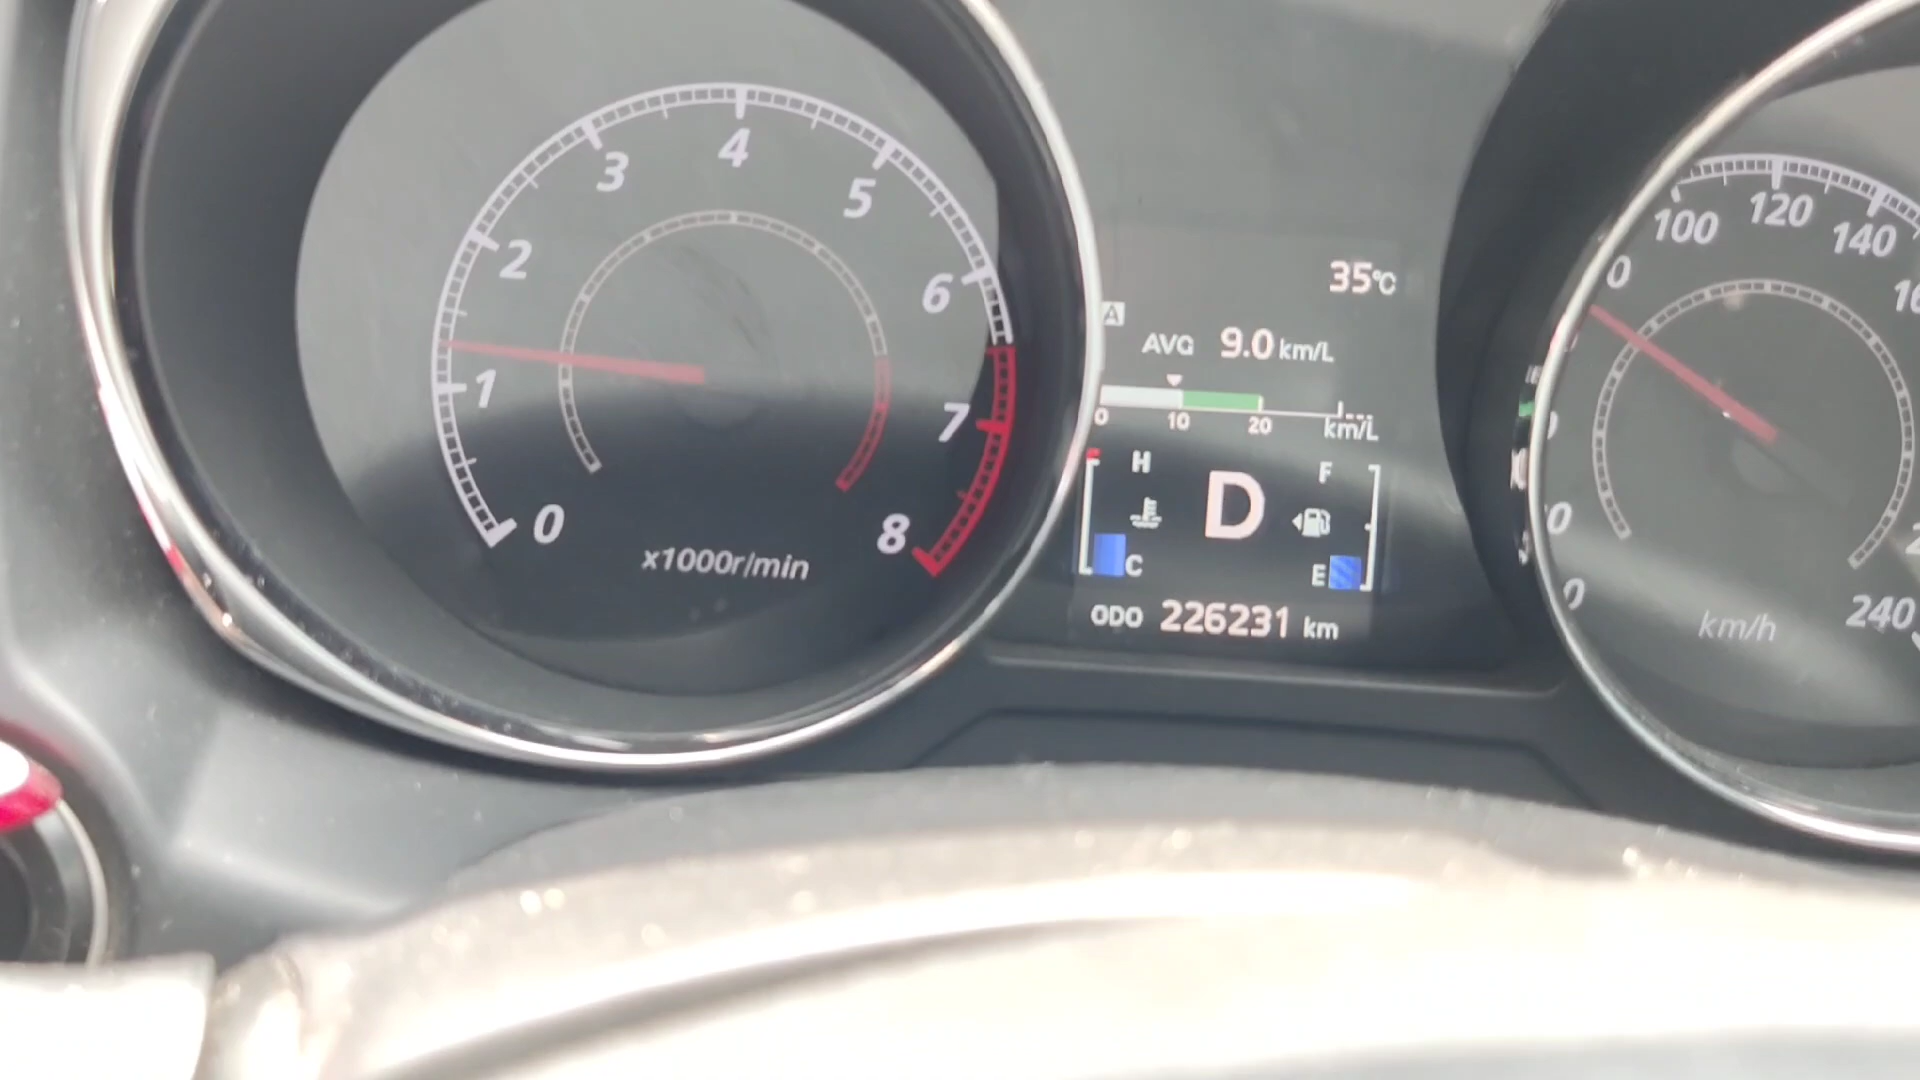 0
1
2
3
4
5
6
7
8
x1000r/min
35°C
A
AVG 9.0 km/L
0 10 20 km/L
H F
D
C E
ODO 226231 km
100
120
140
240
km/h